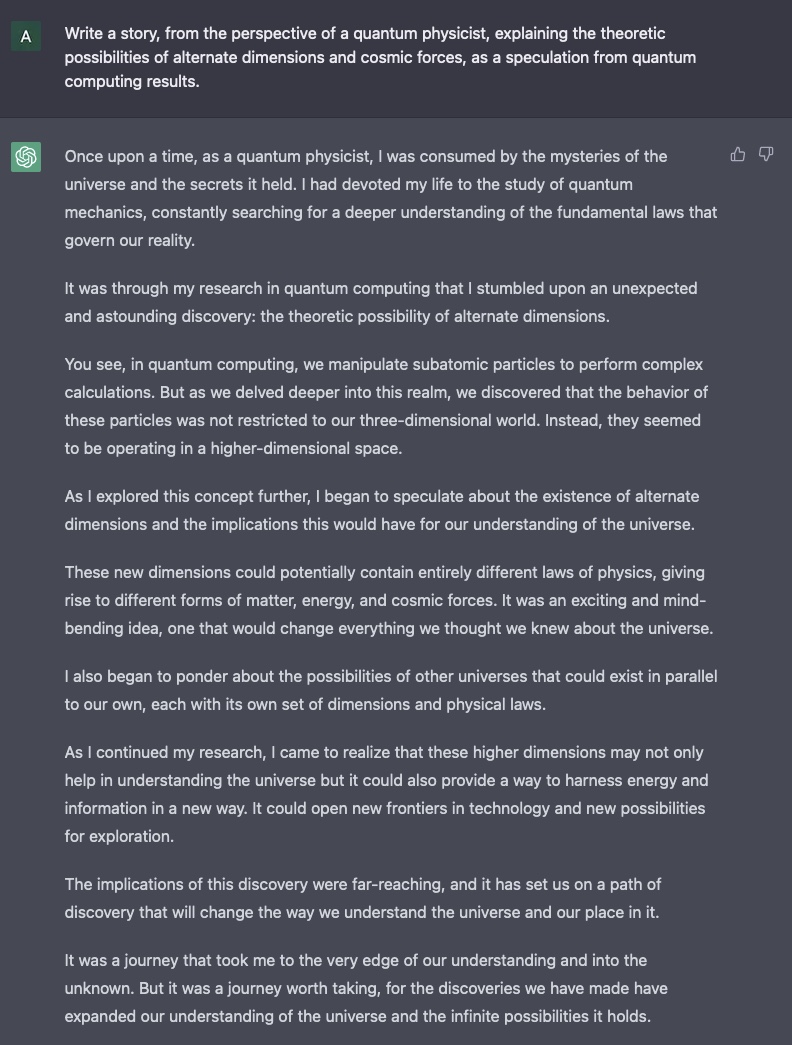 A
Write a story, from the perspective of a quantum physicist, explaining the theoretic
possibilities of alternate dimensions and cosmic forces, as a speculation from quantum
computing results.
Once upon a time, as a quantum physicist, I was consumed by the mysteries of the
universe and the secrets it held. I had devoted my life to the study of quantum
mechanics, constantly searching for a deeper understanding of the fundamental laws that
govern our reality.
It was through my research in quantum computing that I stumbled upon an unexpected
and astounding discovery: the theoretic possibility of alternate dimensions.
You see, in quantum computing, we manipulate subatomic particles to perform complex
calculations. But as we delved deeper into this realm, we discovered that the behavior of
these particles was not restricted to our three-dimensional world. Instead, they seemed
to be operating in a higher-dimensional space.
As I explored this concept further, I began to speculate about the existence of alternate
dimensions and the implications this would have for our understanding of the universe.
These new dimensions could potentially contain entirely different laws of physics, giving
rise to different forms of matter, energy, and cosmic forces. It was an exciting and mind-
bending idea, one that would change everything we thought we knew about the universe.
I also began to ponder about the possibilities of other universes that could exist in parallel
to our own, each with its own set of dimensions and physical laws.
As I continued my research, I came to realize that these higher dimensions may not only
help in understanding the universe but it could also provide a way to harness energy and
information in a new way. It could open new frontiers in technology and new possibilities
for exploration.
The implications of this discovery were far-reaching, and it has set us on a path of
discovery that will change the way we understand the universe and our place in it.
It was a journey that took me to the very edge of our understanding and into the
unknown. But it was a journey worth taking, for the discoveries we have made have
expanded our understanding of the universe and the infinite possibilities it holds.